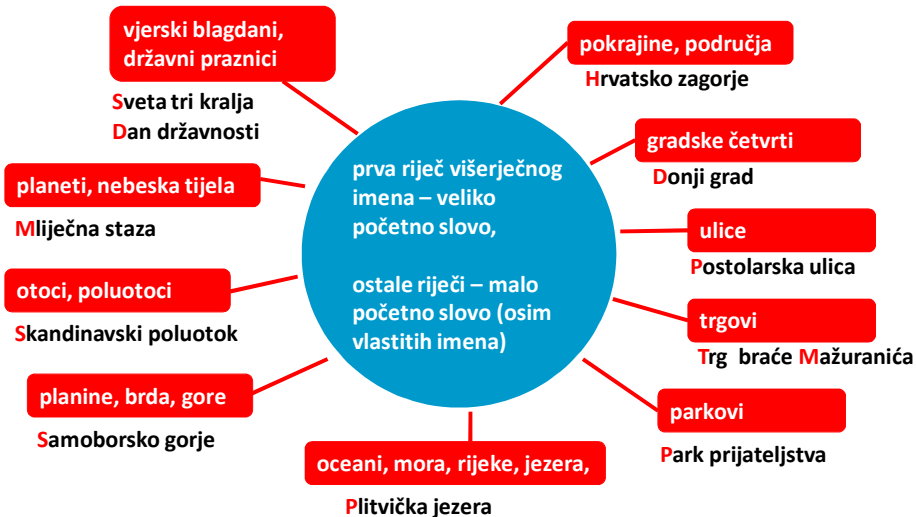 vjerski blagdani,
državni praznici
Sveta tri kralja
Dan državnosti
planeti, nebeska tijela
Mliječna staza
otoci, poluotoci
Skandinavski poluotok
planine, brda, gore
Samoborsko gorje
prva riječ višerječnog
imena – veliko
početno slovo,
ostale riječi – malo
početno slovo (osim
vlastitih imena)
oceani, mora, rijeke, jezera,
Plitvička jezera
pokrajine, područja
Hrvatsko zagorje
gradske četvrti
Donji grad
ulice
Postolarska ulica
trgovi
Trg braće Mažuranića
parkovi
Park prijateljstva